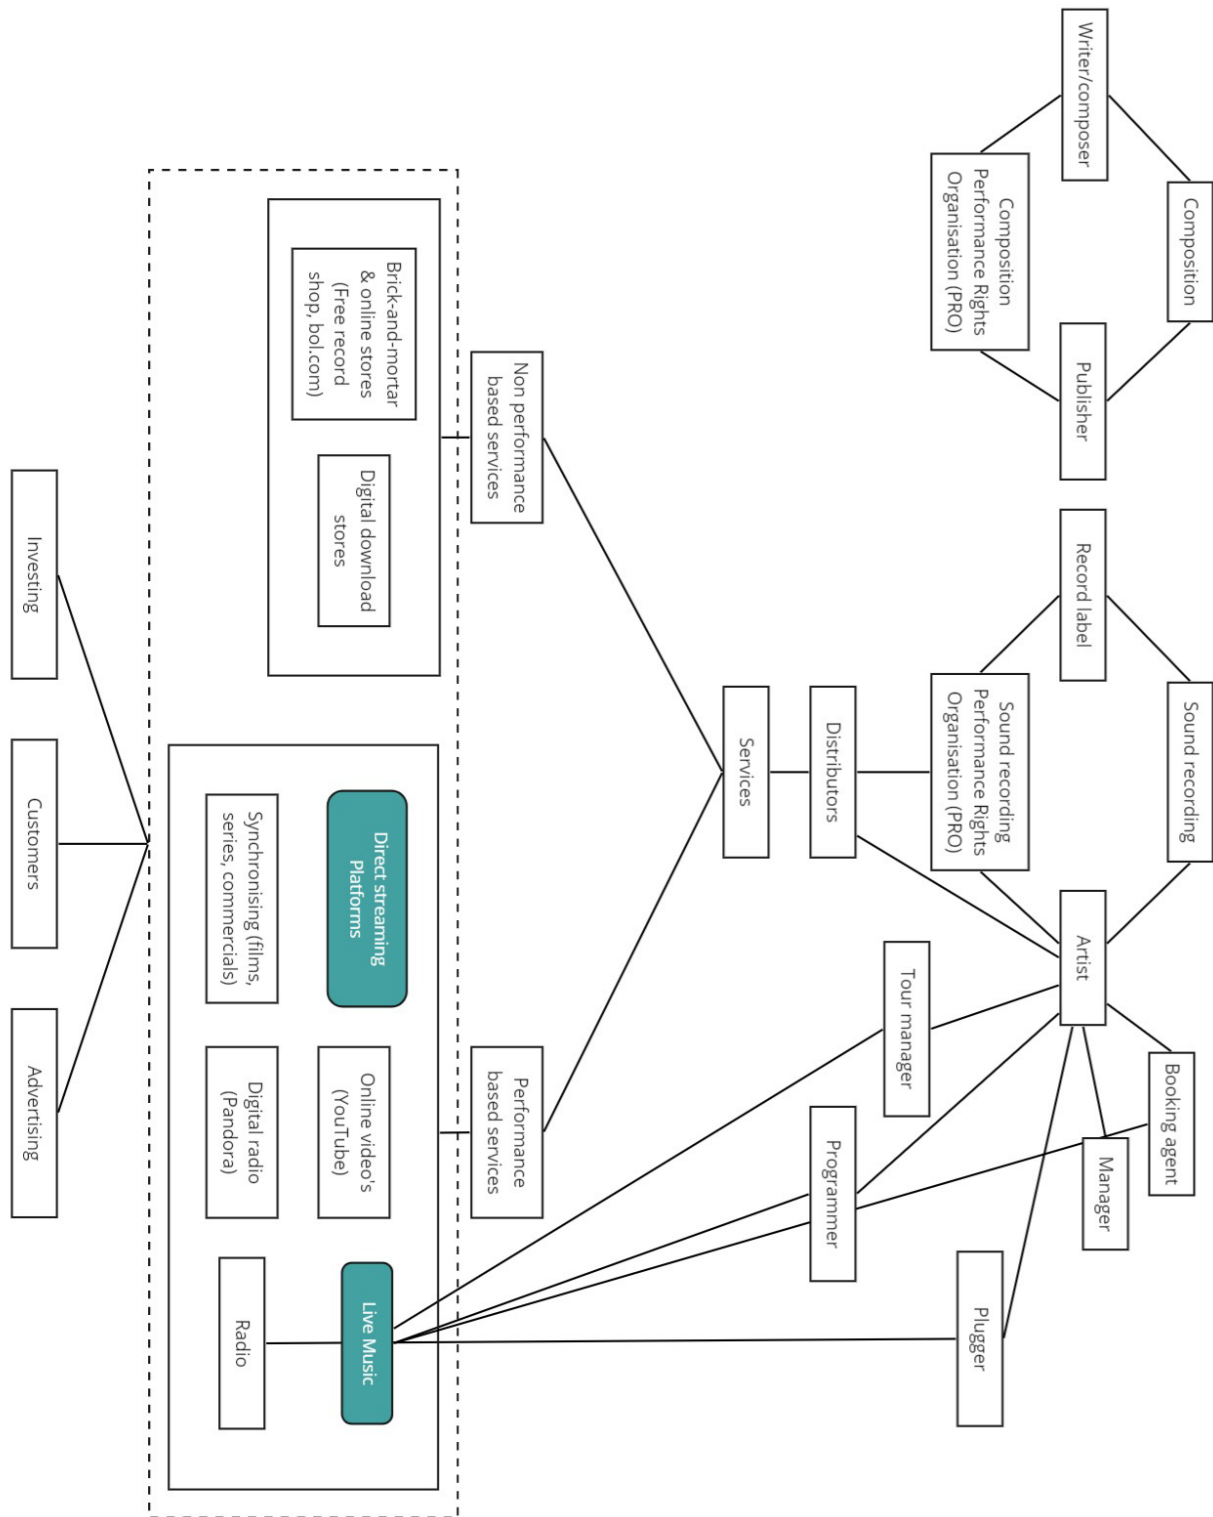 Composition
Writer/composer
Publisher
Composition
Performance Rights
Organisation (PRO)
Sound recording
Record label
Artist
Sound recording
Performance Rights
Organisation (PRO)
Booking agent
Manager
Plugger
Tour manager
Programmer
Distributors
Services
Non performance
based services
Performance
based services
Brick-and-mortar
& online stores
(Free record
shop, bol.com)
Digital download
stores
Direct streaming
Platforms
Online video's
(YouTube)
Live Music
Synchronising (films,
series, commercials)
Digital radio
(Pandora)
Radio
Investing
Customers
Advertising